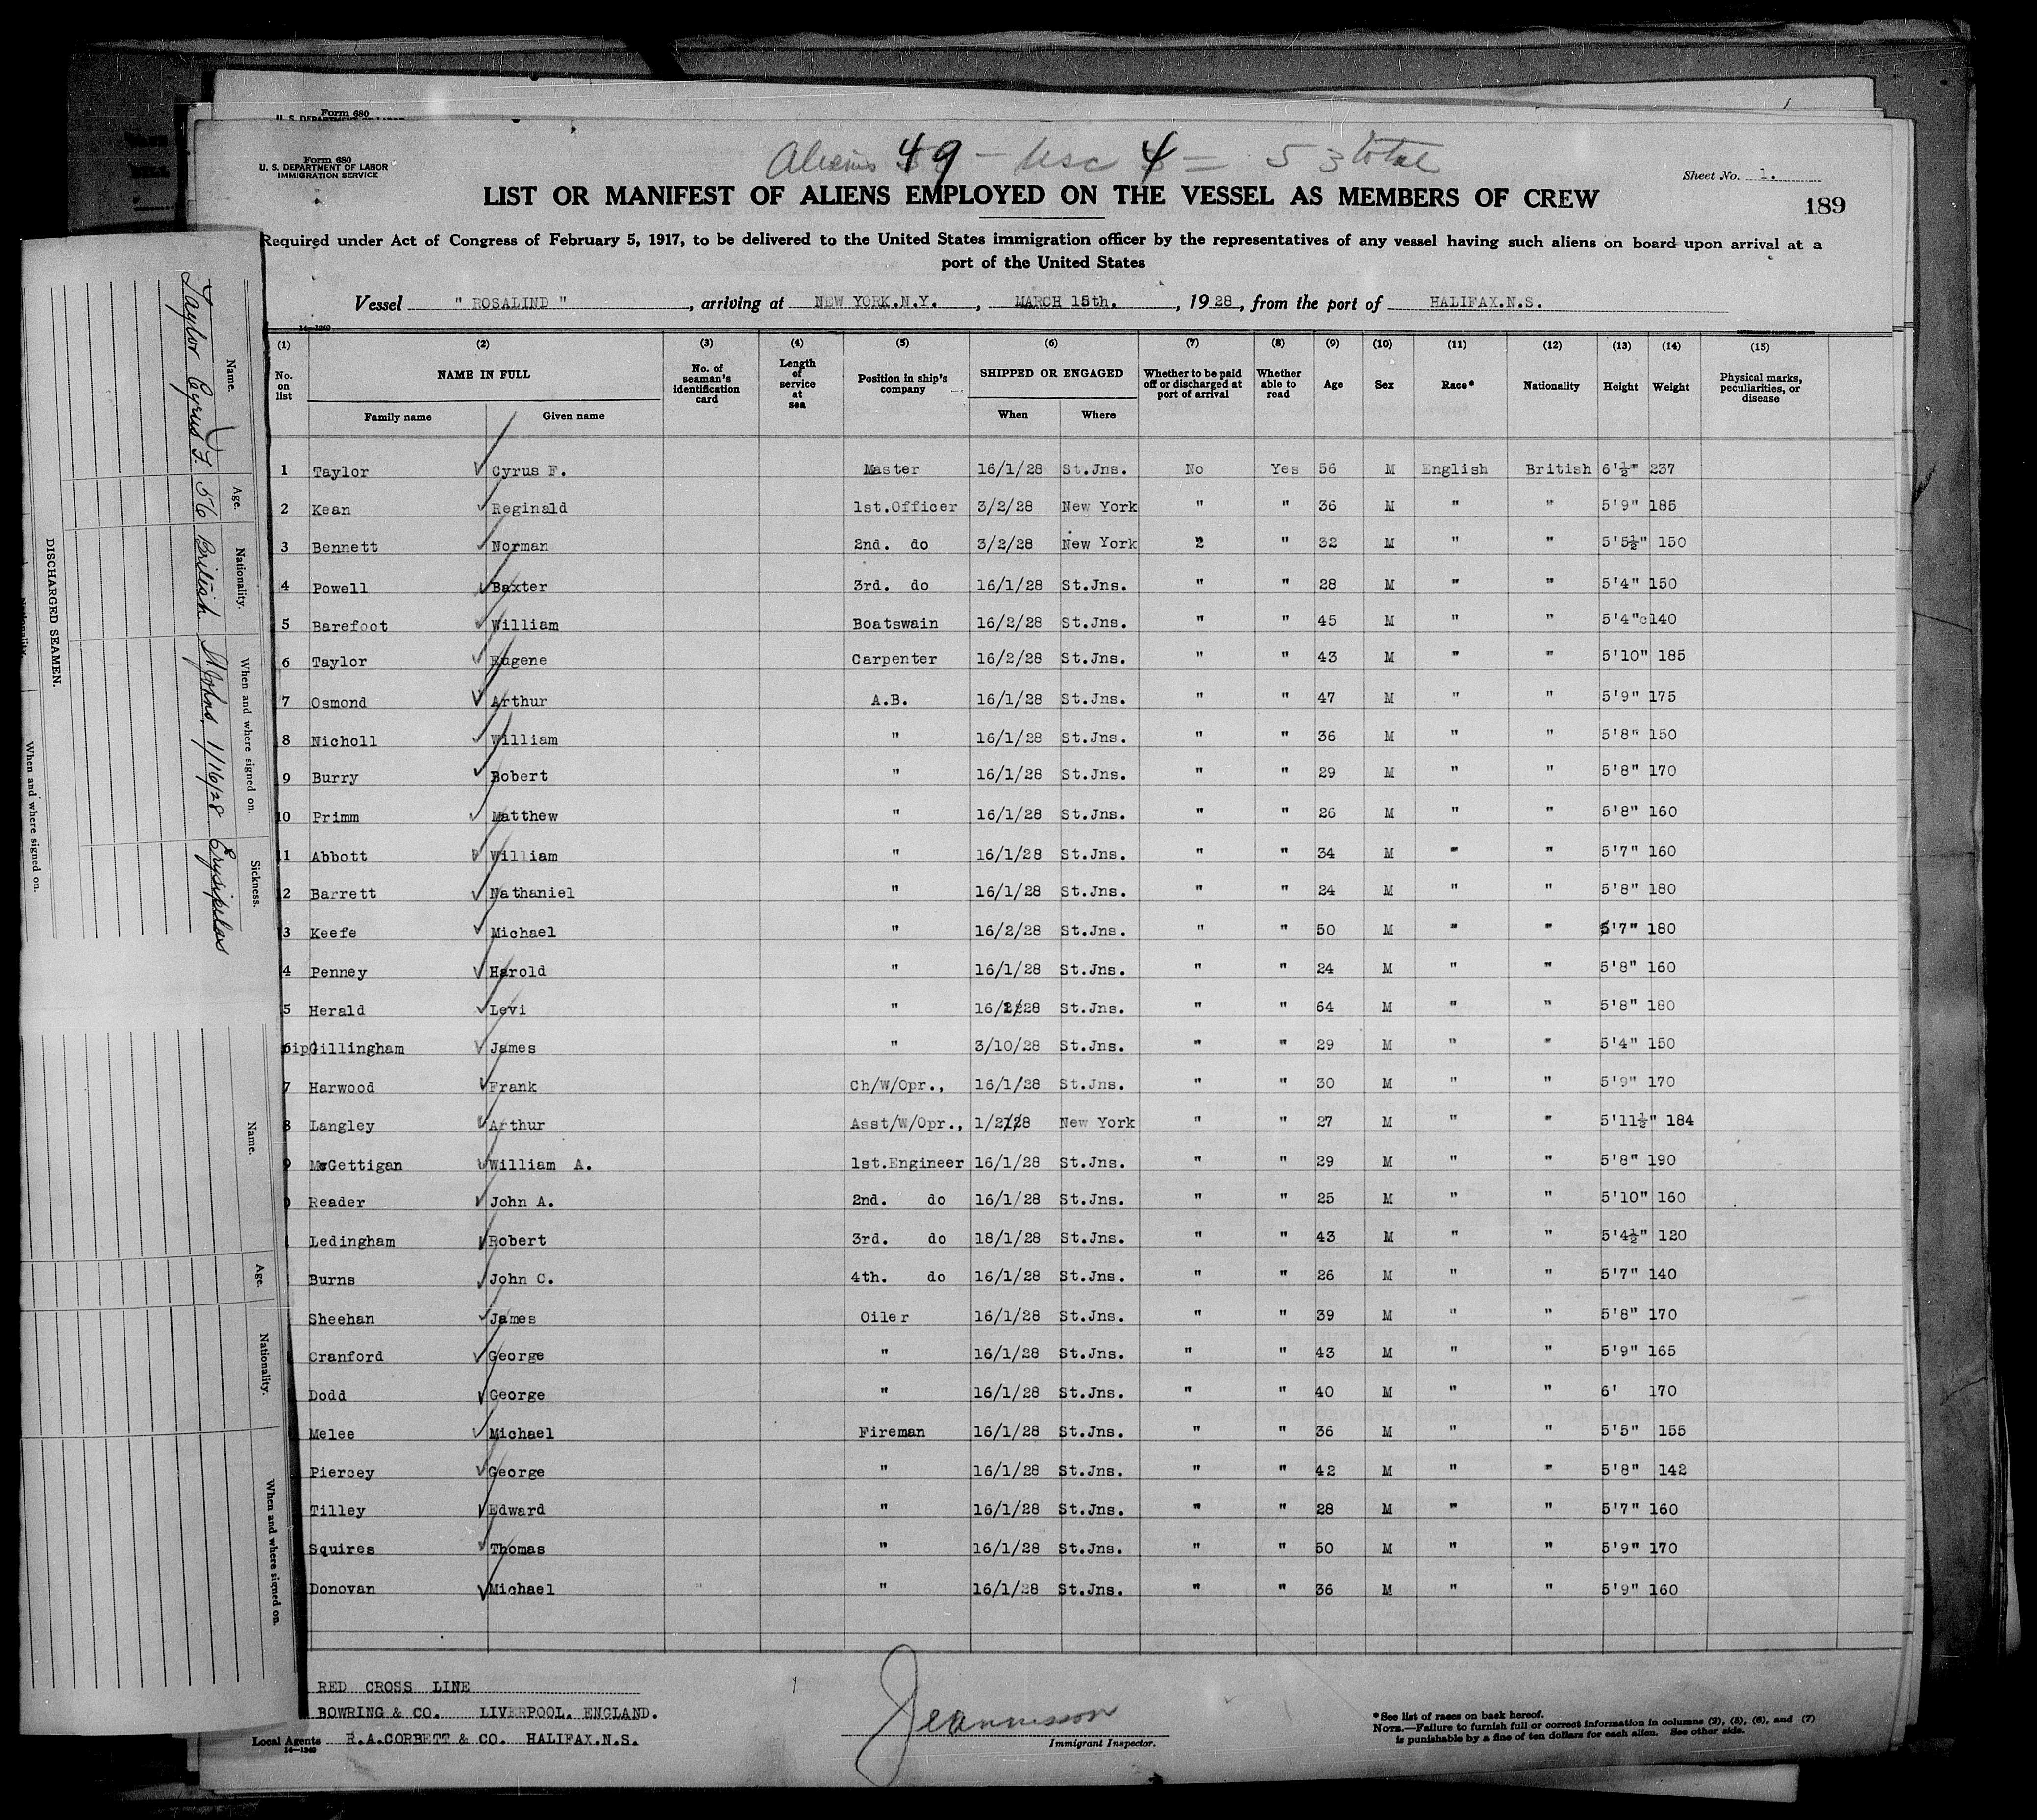 Form 680
U. S. DEPARTMENT OF LABOR
Form 680
U. S. DEPARTMENT OF LABOR
IMMIGRATION SERVICE
Aliens 49 - USC 4 = 53 total
Sheet No. 1.
LIST OR MANIFEST OF ALIENS EMPLOYED ON THE VESSEL AS MEMBERS OF CREW
189
Required under Act of Congress of February 5, 1917, to be delivered to the United States immigration officer by the representatives of any vessel having such aliens on board upon arrival at a
port of the United States
Vessel " ROSALIND " , arriving at NEW YORK.N.Y. , MARCH 15th. , 1928, from the port of HALIFAX.N.S.
14—1240
(1) (2) (3) (4) (5) (6) (7) (8) (9) (10) (11) (12) (13) (14) (15)
No. on list NAME IN FULL No. of seaman's identification card Length of service at sea Position in ship's company SHIPPED OR ENGAGED Whether to be paid off or discharged at port of arrival Whether able to read Age Sex Race* Nationality Height Weight Physical marks, peculiarities, or disease
Family name Given name When Where
1 Taylor Cyrus F. Master 16/1/28 St.Jns. No Yes 56 M English British 6'½" 237
2 Kean Reginald 1st.Officer 3/2/28 New York " " 36 M " " 5'9" 185
3 Bennett Norman 2nd. do 3/2/28 New York 2 " 32 M " " 5'5½" 150
4 Powell Baxter 3rd. do 16/1/28 St.Jns. " " 28 M " " 5'4" 150
5 Barefoot William Boatswain 16/2/28 St.Jns. " " 45 M " " 5'4"c140
6 Taylor Eugene Carpenter 16/2/28 St.Jns. " " 43 M " " 5'10" 185
7 Osmond Arthur A.B. 16/1/28 St.Jns. " " 47 M " " 5'9" 175
8 Nicholl William " 16/1/28 St.Jns. " " 36 M " " 5'8" 150
9 Burry Bobert " 16/1/28 St.Jns. " " 29 M " " 5'8" 170
10 Primm Matthew " 16/1/28 St.Jns. " " 26 M " " 5'8" 160
11 Abbott William " 16/1/28 St.Jns. " " 34 M " " 5'7" 160
2 Barrett Nathaniel " 16/1/28 St.Jns. " " 24 M " " 5'8" 180
3 Keefe Michael " 16/2/28 St.Jns. " " 50 M " " 5'7" 180
4 Penney Harold " 16/1/28 St.Jns. " " 24 M " " 5'8" 160
5 Herald Levi " 16/2/28 St.Jns. " " 64 M " " 5'8" 180
6 Gillingham James " 3/10/28 St.Jns. " " 29 M " " 5'4" 150
7 Harwood Frank Ch/W/Opr., 16/1/28 St.Jns. " " 30 M " " 5'9" 170
8 Langley Arthur Asst/W/Opr., 1/2/28 New York " " 27 M " " 5'11½" 184
9 McGettigan William A. 1st.Engineer 16/1/28 St.Jns. " " 29 M " " 5'8" 190
0 Reader John A. 2nd. do 16/1/28 St.Jns. " " 25 M " " 5'10" 160
Ledingham Robert 3rd. do 18/1/28 St.Jns. " " 43 M " " 5'4½" 120
Burns John C. 4th. do 16/1/28 St.Jns. " " 26 M " " 5'7" 140
Sheehan James Oiler 16/1/28 St.Jns. " " 39 M " " 5'8" 170
Cranford George " 16/1/28 St.Jns. " " 43 M " " 5'9" 165
Dodd George " 16/1/28 St.Jns. " " 40 M " " 6' 170
Melee Michael Fireman 16/1/28 St.Jns. " " 36 M " " 5'5" 155
Piercey George " 16/1/28 St.Jns. " " 42 M " " 5'8" 142
Tilley Edward " 16/1/28 St.Jns. " " 28 M " " 5'7" 160
Squires Thomas " 16/1/28 St.Jns. " " 50 M " " 5'9" 170
Donovan Michael " 16/1/28 St.Jns. " " 36 M " " 5'9" 160
RED CROSS LINE
BOWRING & CO. LIVERPOOL. ENGLAND.
Local Agents R.A.CORBETT & CO. HALIFAX.N.S.
14—1240
Immigrant Inspector.
*See list of races on back hereof.
NOTE.—Failure to furnish full or correct information in columns (2), (5), (6), and (7)
is punishable by a fine of ten dollars for each alien. See other side.
Name. Age. Nationality. When and where signed on. Sickness.
Taylor Cyrus F. 56 British St Johns 1/16/28 Erysipelas
DISCHARGED SEAMEN.
Nationality. When and where signed on.
Name. Age. Nationality. When and where signed on.